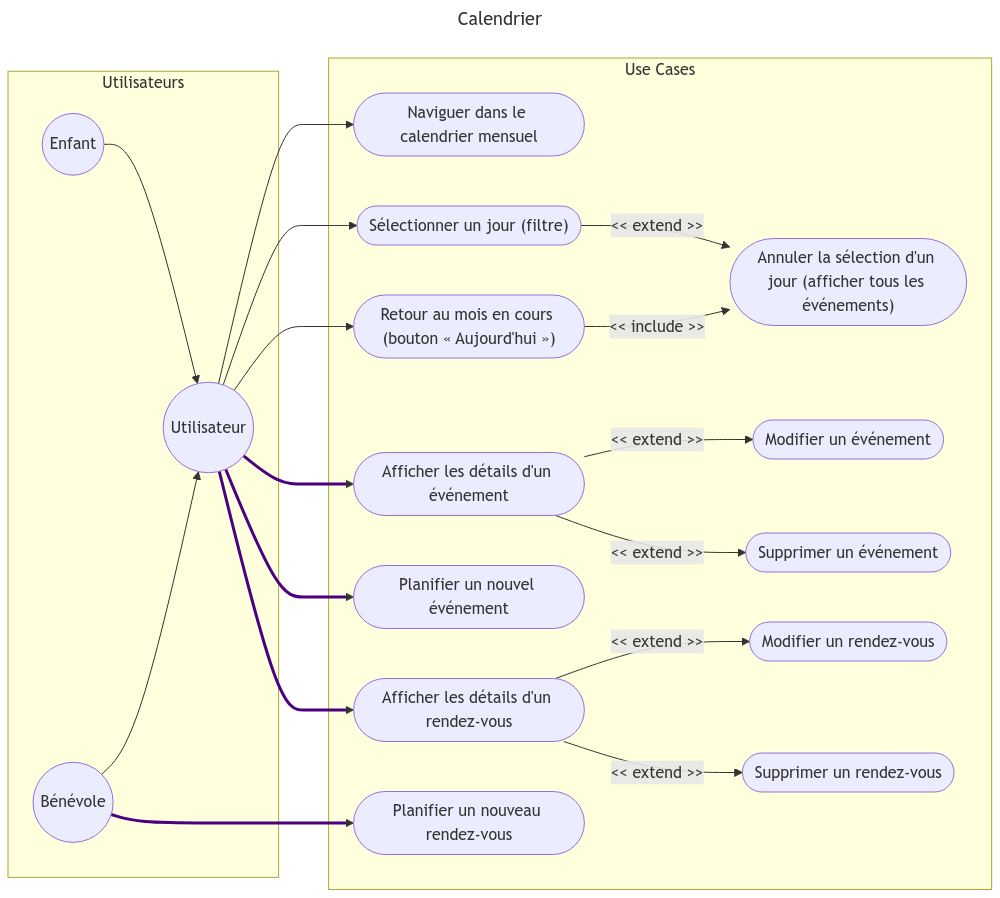 Calendrier
Utilisateurs
Enfant
Utilisateur
Bénévole
Use Cases
Naviguer dans le
calendrier mensuel
Sélectionner un jour (filtre)
<< extend >>
Annuler la sélection d'un
jour (afficher tous les
événements)
Retour au mois en cours
(bouton « Aujourd'hui »)
<< include >>
Afficher les détails d'un
événement
<< extend >>
Modifier un événement
<< extend >>
Supprimer un événement
Planifier un nouvel
événement
Afficher les détails d'un
rendez-vous
<< extend >>
Modifier un rendez-vous
<< extend >>
Supprimer un rendez-vous
Planifier un nouveau
rendez-vous